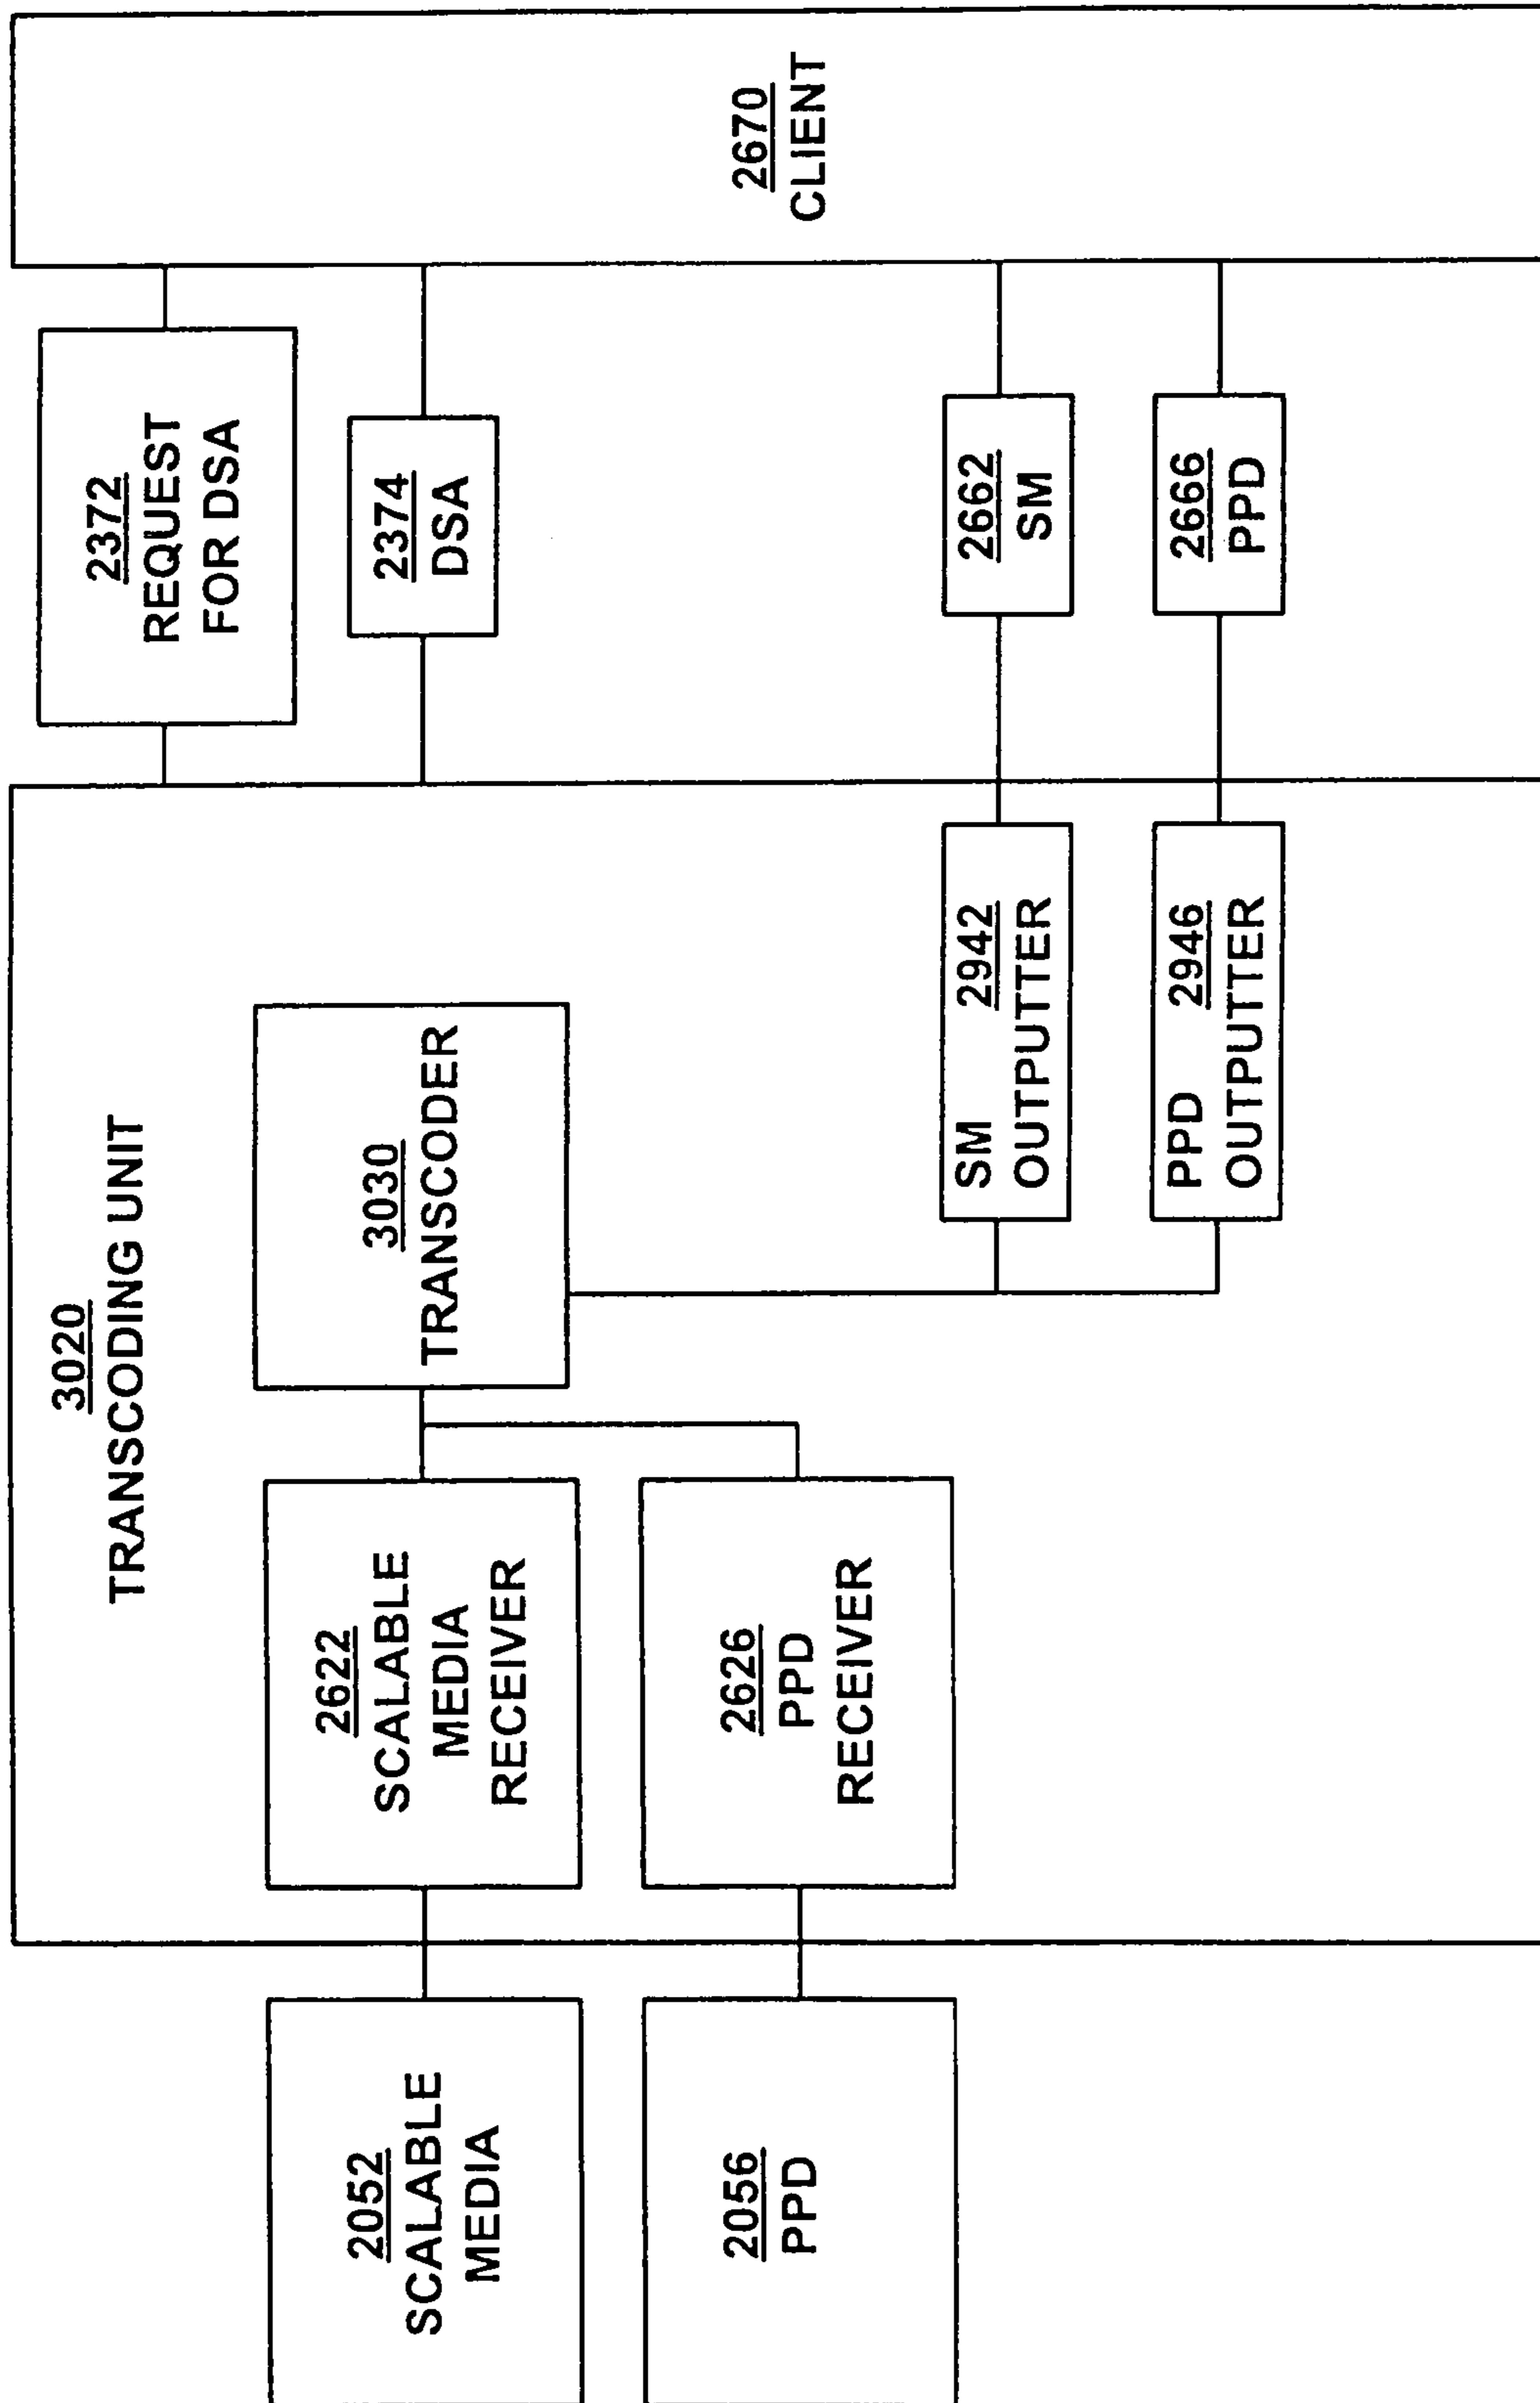 3020
TRANSCODING UNIT
2052
SCALABLE
MEDIA
2056
PPD
2622
SCALABLE
MEDIA
RECEIVER
2626
PPD
RECEIVER
3030
TRANSCODER
SM 2942
OUTPUTTER
PPD 2946
OUTPUTTER
2372
REQUEST
FOR DSA
2374
DSA
2662
SM
2666
PPD
2670
CLIENT